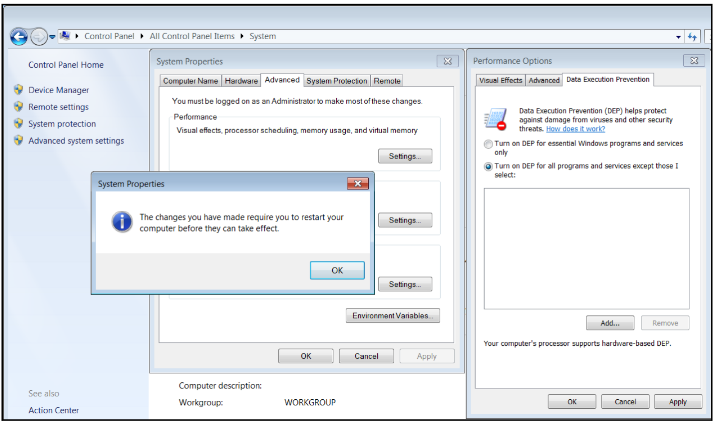 Control Panel ▸ All Control Panel Items ▸ System
Control Panel Home
Device Manager
Remote settings
System protection
Advanced system settings
See also
Action Center
System Properties
Computer Name Hardware Advanced System Protection Remote
You must be logged on as an Administrator to make most of these changes.
Performance
Visual effects, processor scheduling, memory usage, and virtual memory
Settings...
Settings...
Settings...
Environment Variables...
OK Cancel Apply
System Properties
The changes you have made require you to restart your
computer before they can take effect.
OK
Computer description:
Workgroup: WORKGROUP
Performance Options
Visual Effects Advanced Data Execution Prevention
Data Execution Prevention (DEP) helps protect
against damage from viruses and other security
threats. How does it work?
Turn on DEP for essential Windows programs and services
only
Turn on DEP for all programs and services except those I
select:
Add... Remove
Your computer's processor supports hardware-based DEP.
OK Cancel Apply